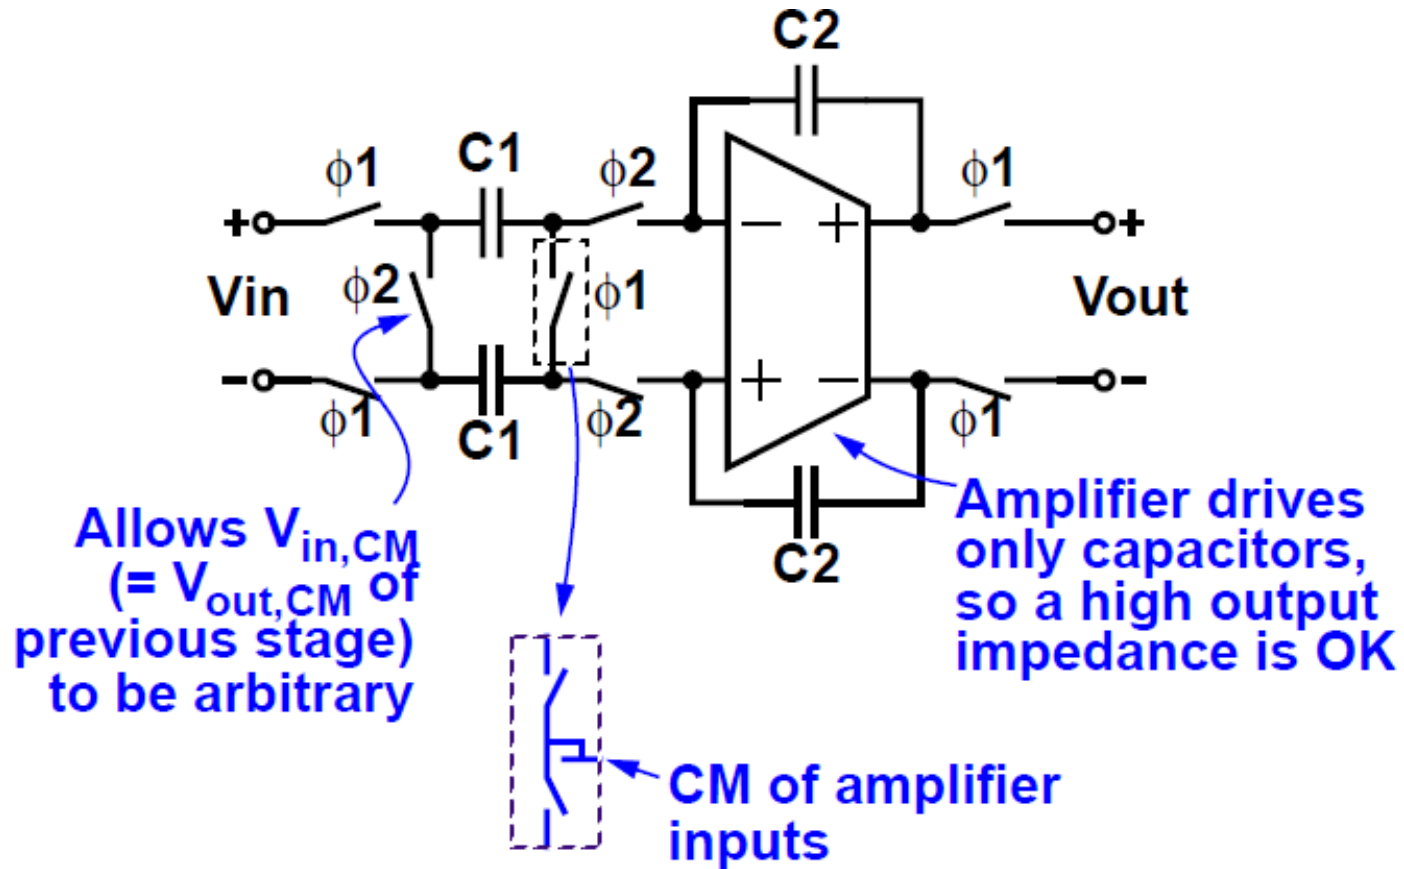 C2
C1
ϕ1
ϕ2
ϕ1
+
−
+
+
Vin
ϕ2
ϕ1
Vout
−
+
−
−
ϕ1
C1
ϕ2
ϕ1
C2
Allows Vin,CM
(= Vout,CM of
previous stage)
to be arbitrary
Amplifier drives
only capacitors,
so a high output
impedance is OK
CM of amplifier
inputs